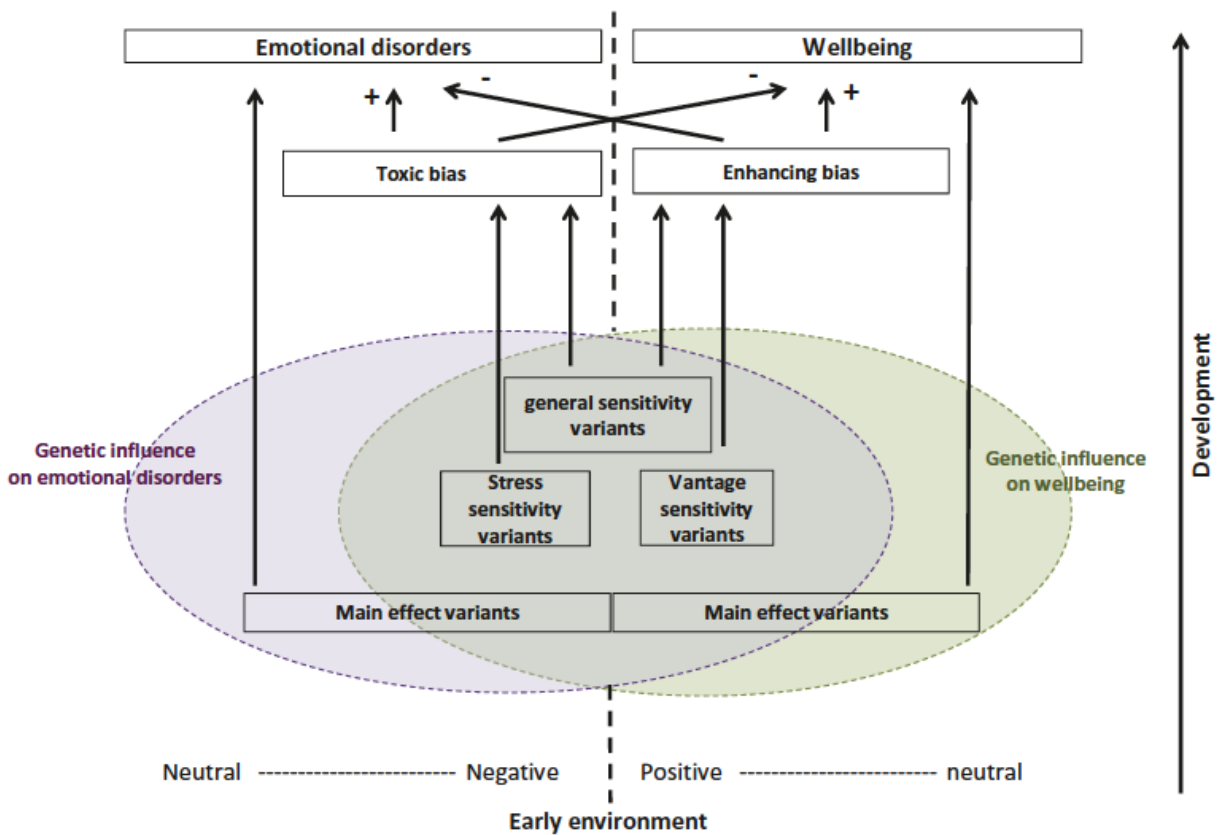 Emotional disorders
Wellbeing
-
-
+
+
Toxic bias
Enhancing bias
general sensitivity
variants
Genetic influence
on emotional disorders
Genetic influence
on wellbeing
Stress
sensitivity
variants
Vantage
sensitivity
variants
Main effect variants
Main effect variants
Development
Neutral ------------------- Negative
Positive ------------------- neutral
Early environment